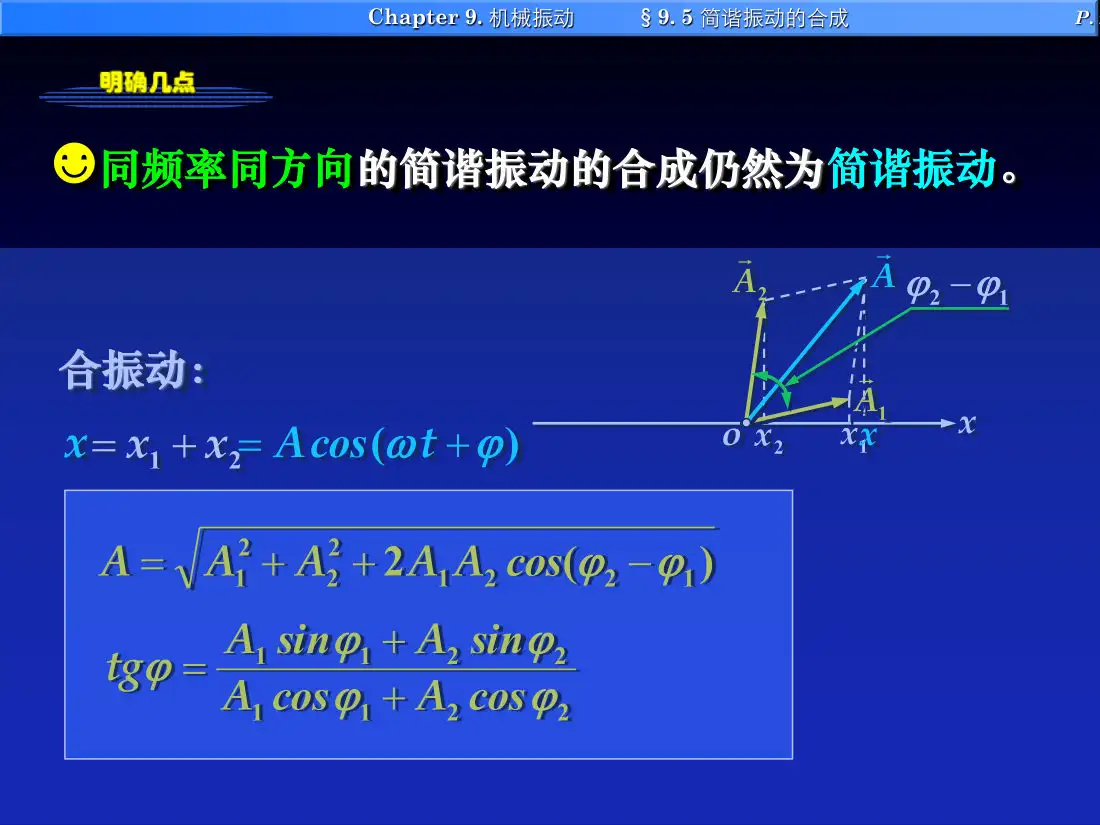 Chapter 9. 机械振动 §9.5 简谐振动的合成 P.
明确几点
同频率同方向的简谐振动的合成仍然为简谐振动。
A⃗₂ A⃗ φ₂ − φ₁
合振动:
A⃗₁
x = x₁ + x₂ = A cos(ωt + φ)
o x₂ x₁ x x
A = √(A₁² + A₂² + 2A₁A₂ cos(φ₂ − φ₁))
tgφ = (A₁ sinφ₁ + A₂ sinφ₂) / (A₁ cosφ₁ + A₂ cosφ₂)